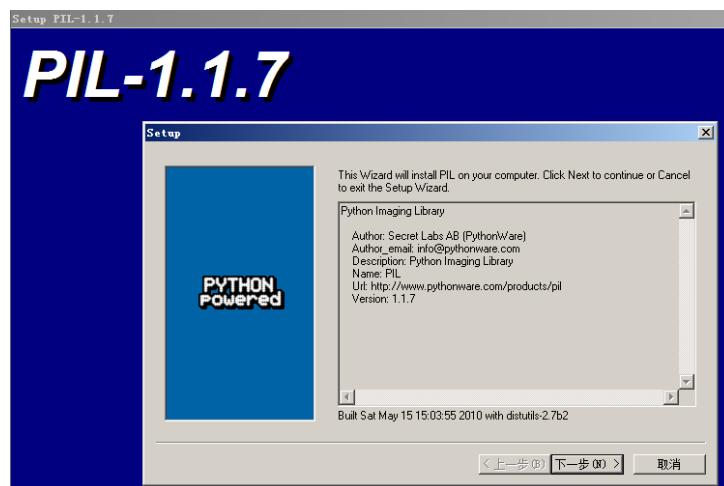 Setup PIL-1.1.7
PIL-1.1.7
Setup
This Wizard will install PIL on your computer. Click Next to continue or Cancel
to exit the Setup Wizard.
Python Imaging Library
Author: Secret Labs AB (PythonWare)
Author_email: info@pythonware.com
Description: Python Imaging Library
Name: PIL
Url: http://www.pythonware.com/products/pil
Version: 1.1.7
PYTHON
Powered
Built Sat May 15 15:03:55 2010 with distutils-2.7b2
< 上一步(B) 下一步(N) > 取消